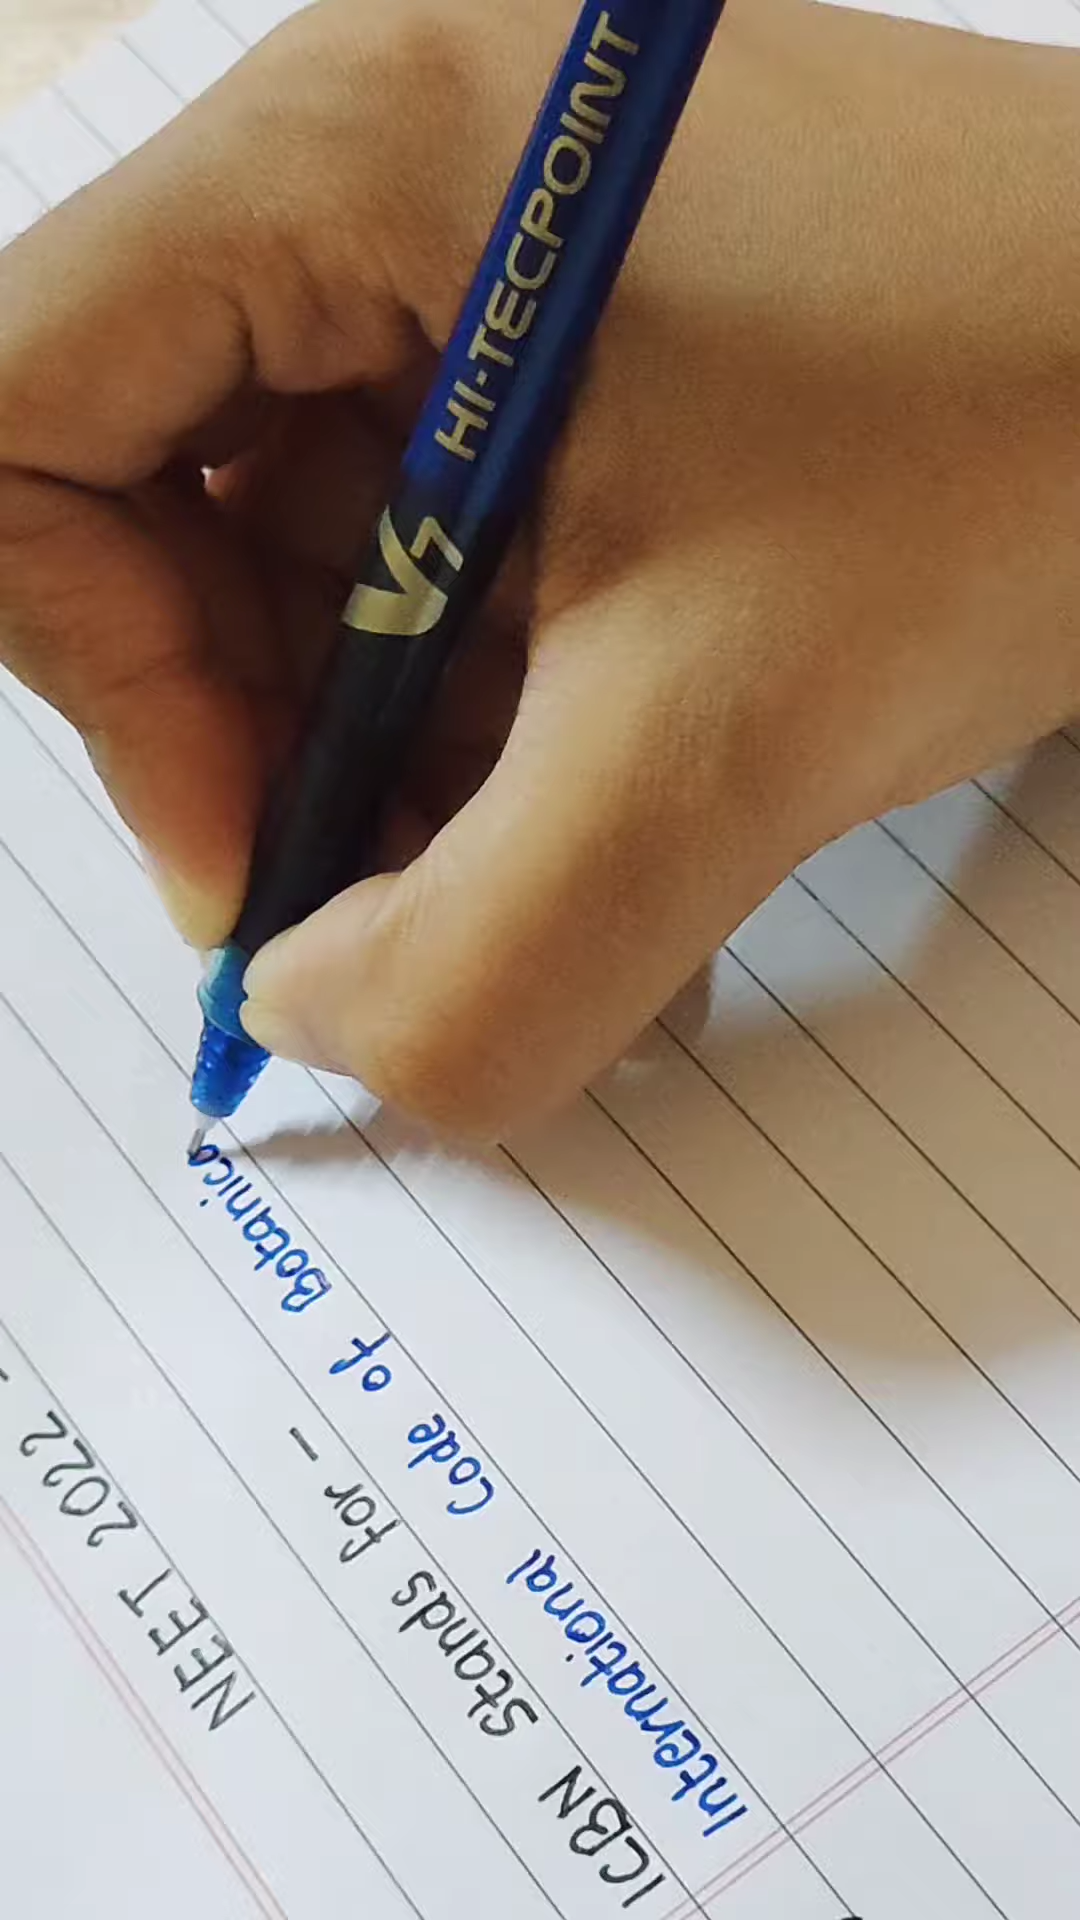 NEET 2022 -
ICBN Stands for -
International Code of Botanica
V7 HI-TECPOINT